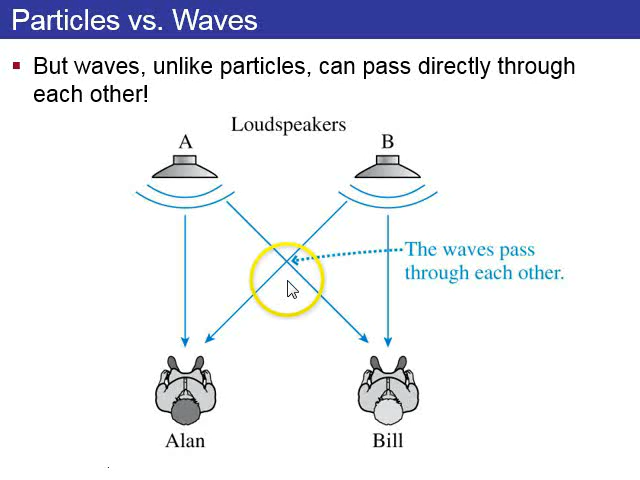 Particles vs. Waves
But waves, unlike particles, can pass directly through
each other!
Loudspeakers
A
B
The waves pass
through each other.
Alan
Bill